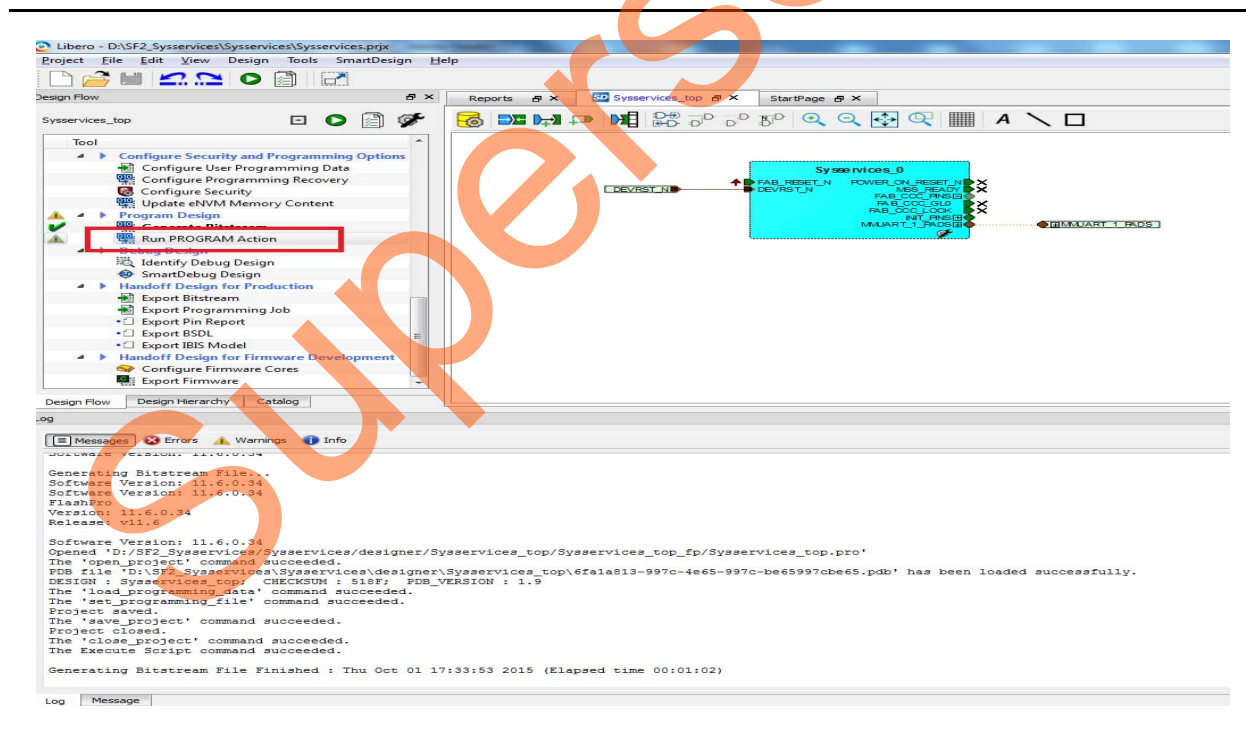 Libero - D:\SF2_Sysservices\Sysservices\Sysservices.prjx
Project File Edit View Design Tools SmartDesign Help
Design Flow
Reports Sysservices_top StartPage
Sysservices_top
Tool
Configure Security and Programming Options
Configure User Programming Data
Configure Programming Recovery
Configure Security
Update eNVM Memory Content
Program Design
Generate Bitstream
Run PROGRAM Action
Debug Design
Identify Debug Design
SmartDebug Design
Handoff Design for Production
Export Bitstream
Export Programming Job
Export Pin Report
Export BSDL
Export IBIS Model
Handoff Design for Firmware Development
Configure Firmware Cores
Export Firmware
Design Flow Design Hierarchy Catalog
A
Sysservices_0
DEVRST_N
FAB_RESET_N POWER_ON_RESET_N
DEVRST_N MSS_READY
FAB_CCC_PINS
FAB_CCC_GL0
FAB_CCC_LOCK
INIT_PINS
MMUART_1_PADS
MMUART_1_PADS
Log
Messages Errors Warnings Info
Software Version: 11.6.0.34
Generating Bitstream File...
Software Version: 11.6.0.34
Software Version: 11.6.0.34
FlashPro
Version: 11.6.0.34
Release: v11.6
Software Version: 11.6.0.34
Opened 'D:/SF2_Sysservices/Sysservices/designer/Sysservices_top/Sysservices_top_fp/Sysservices_top.pro'
The 'open_project' command succeeded.
PDB file 'D:\SF2_Sysservices\Sysservices\designer\Sysservices_top\6fa1a813-997c-4e65-997c-be65997cbe65.pdb' has been loaded successfully.
DESIGN : Sysservices_top; CHECKSUM : 518F; PDB_VERSION : 1.9
The 'load_programming_data' command succeeded.
The 'set_programming_file' command succeeded.
Project saved.
The 'save_project' command succeeded.
Project closed.
The 'close_project' command succeeded.
The Execute Script command succeeded.
Generating Bitstream File Finished : Thu Oct 01 17:33:53 2015 (Elapsed time 00:01:02)
Log Message